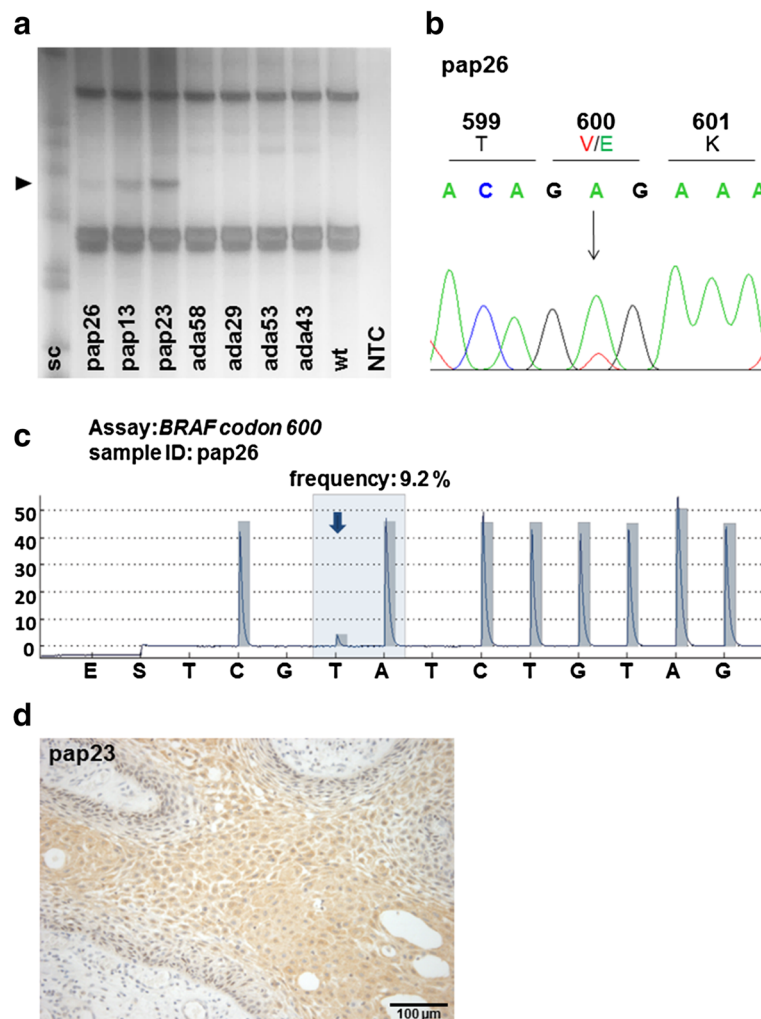 a
sc
pap26
pap13
pap23
ada58
ada29
ada53
ada43
wt
NTC
b
pap26
599 600 601
T V/E K
A C A G A G A A A
c
Assay: BRAF codon 600
sample ID: pap26
frequency: 9.2 %
50
40
30
20
10
0
E S T C G T A T C T G T A G
d
pap23
100 µm